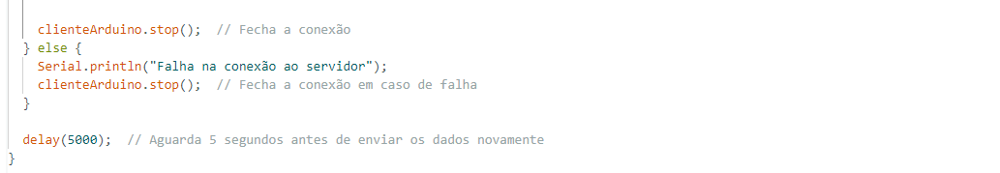 clienteArduino.stop();  // Fecha a conexão
} else {
Serial.println("Falha na conexão ao servidor");
clienteArduino.stop();  // Fecha a conexão em caso de falha
}
delay(5000);  // Aguarda 5 segundos antes de enviar os dados novamente
}